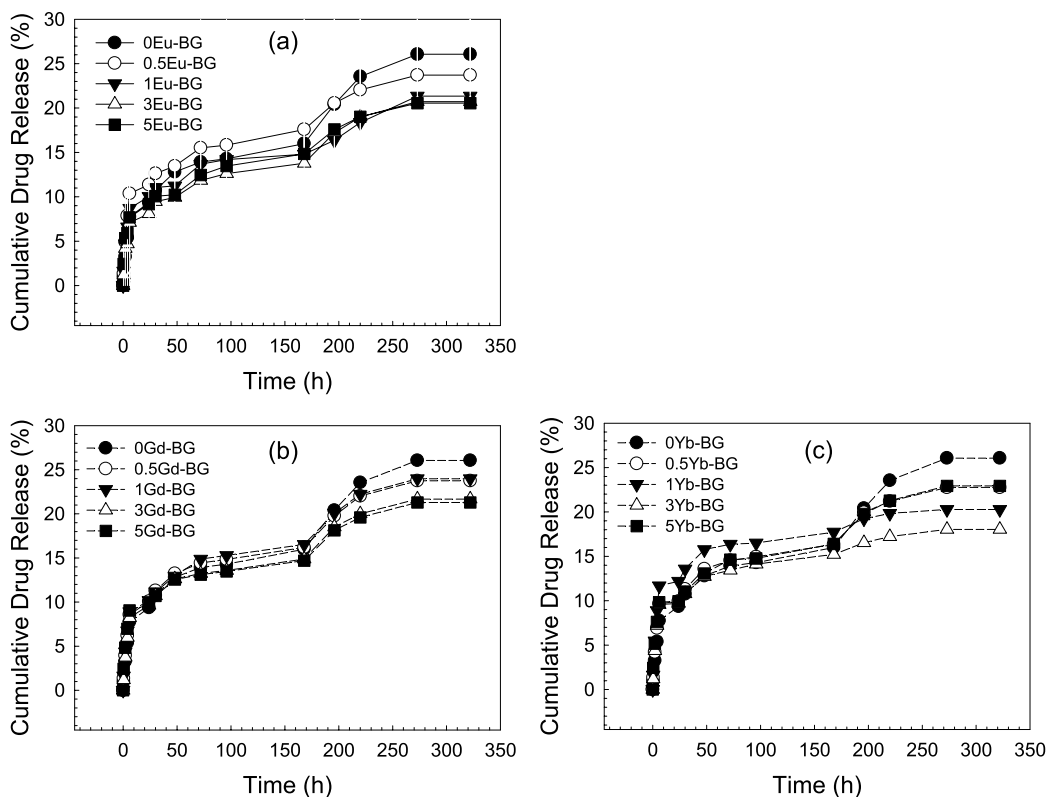 30
25
20
15
10
5
0
Cumulative Drug Release (%)
(a)
0Eu-BG
0.5Eu-BG
1Eu-BG
3Eu-BG
5Eu-BG
0 50 100 150 200 250 300 350
Time (h)
30
25
20
15
10
5
0
Cumulative Drug Release (%)
(b)
0Gd-BG
0.5Gd-BG
1Gd-BG
3Gd-BG
5Gd-BG
0 50 100 150 200 250 300 350
Time (h)
30
25
20
15
10
5
0
Cumulative Drug Release (%)
(c)
0Yb-BG
0.5Yb-BG
1Yb-BG
3Yb-BG
5Yb-BG
0 50 100 150 200 250 300 350
Time (h)